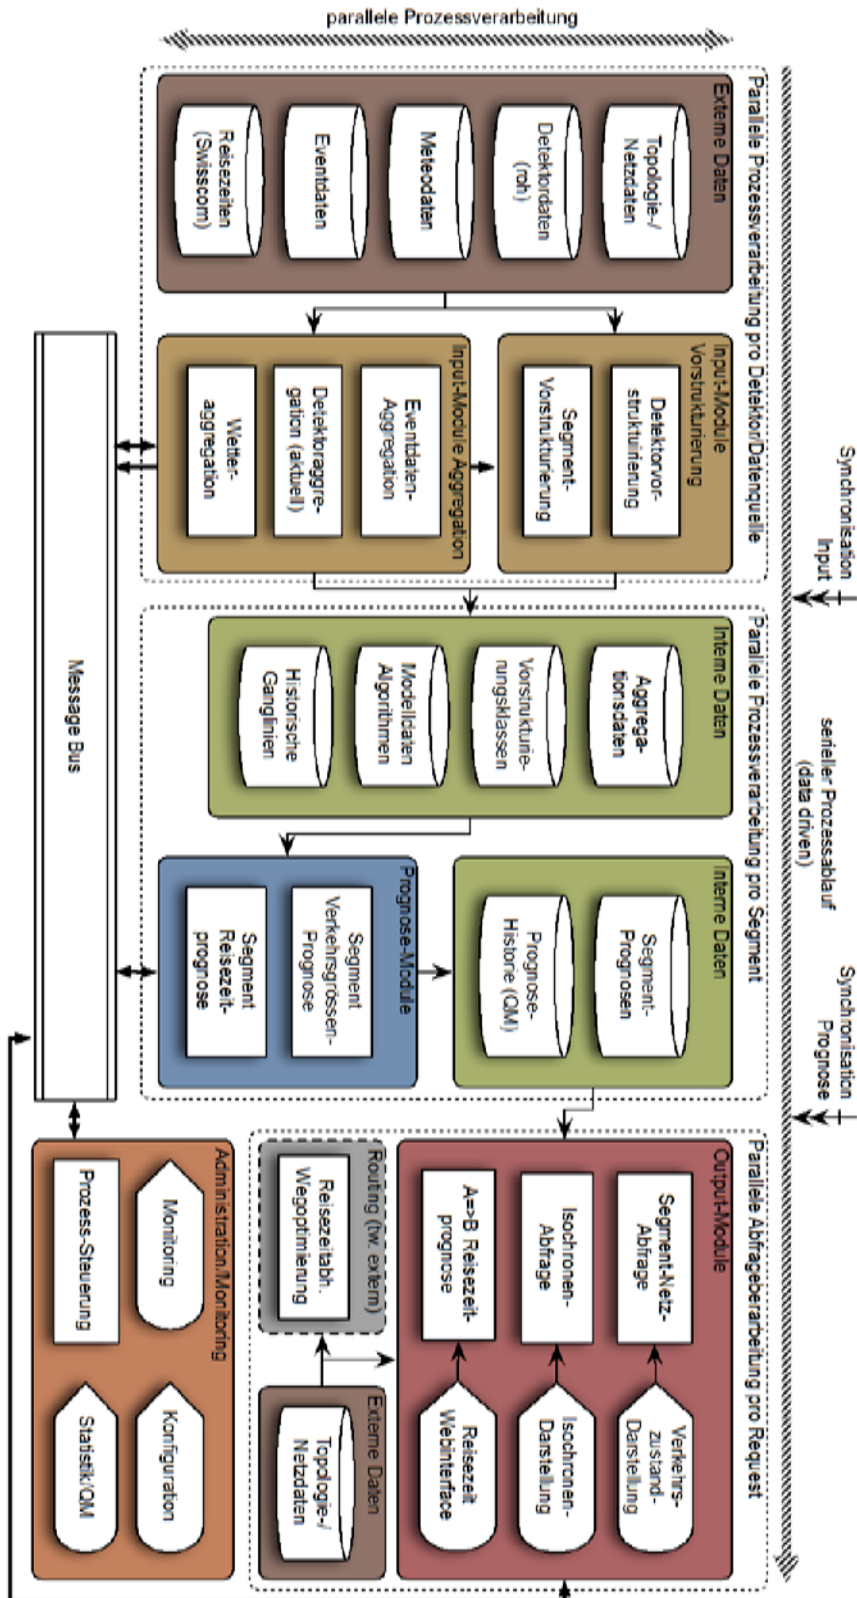 parallele Prozessverarbeitung
Synchronisation
Input
serieller Prozessablauf
(data driven)
Synchronisation
Prognose
Parallele Prozessverarbeitung pro Detektor/Datenquelle
Externe Daten
Topologie-/
Netzdaten
Detektordaten
(roh)
Meteodaten
Eventdaten
Reisezeiten
(Swisscom)
Input-Module
Vorstrukturierung
Detektorvor-
struktuirierung
Segment-
Vorstrukturierung
Input-Module Aggregation
Eventdaten-
Aggregation
Detektoraggre-
gation (aktuell)
Wetter-
aggregation
Parallele Prozessverarbeitung pro Segment
Interne Daten
Aggrega-
tionsdaten
Vorstrukturie-
rungsklassen
Modelldaten
Algorithmen
Historische
Ganglinien
Interne Daten
Segment-
Prognosen
Prognose-
Historie (QM)
Prognose-Module
Segment
Verkehrsgrössen-
Prognose
Segment
Reisezeit-
prognose
Parallele Abfrageberarbeitung pro Request
Output-Module
Segment-Netz-
Abfrage
Verkehrs-
zustand-
Darstellung
Isochronen-
Abfrage
Isochronen-
Darstellung
A=>B Reisezeit-
prognose
Reisezeit
Webinterface
Routing (tw. extern)
Reisezeitabh.
Wegoptimierung
Externe Daten
Topologie-/
Netzdaten
Message Bus
Administration/Monitoring
Monitoring
Konfiguration
Prozess-Steuerung
Statistik/QM